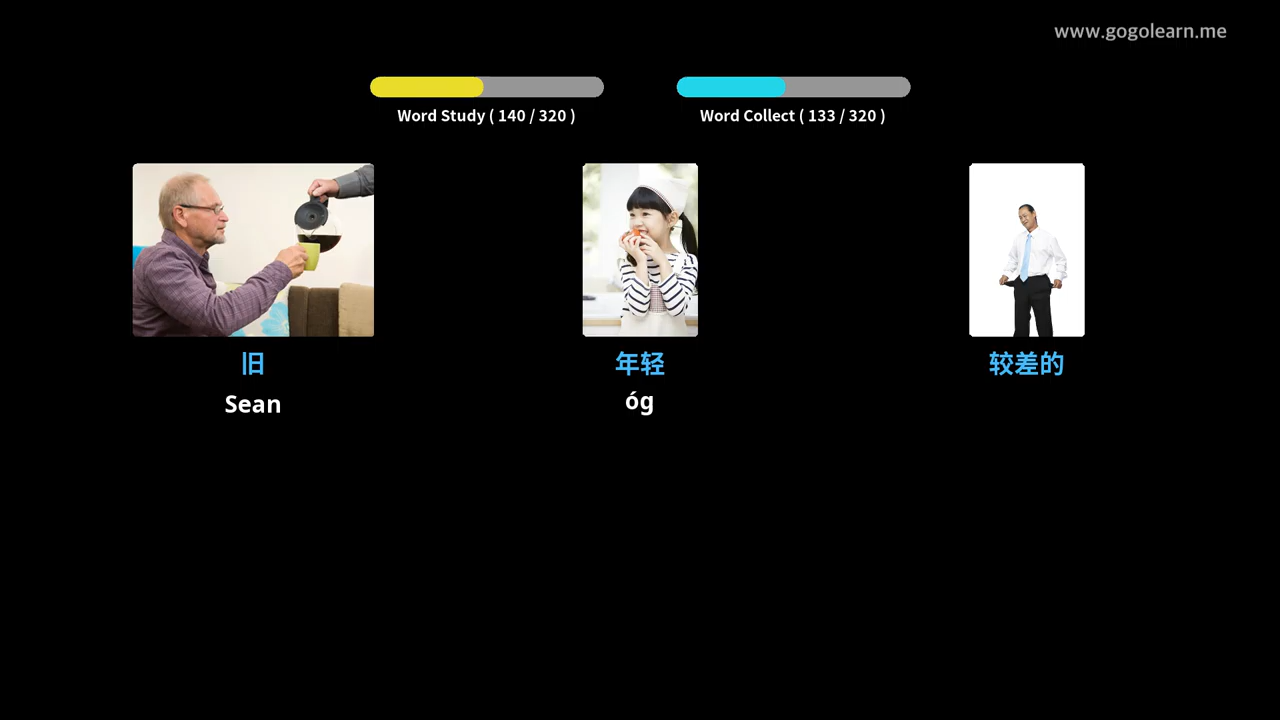 www.gogolearn.me
Word Study ( 140 / 320 )
Word Collect ( 133 / 320 )
旧
年轻
较差的
Sean
óg